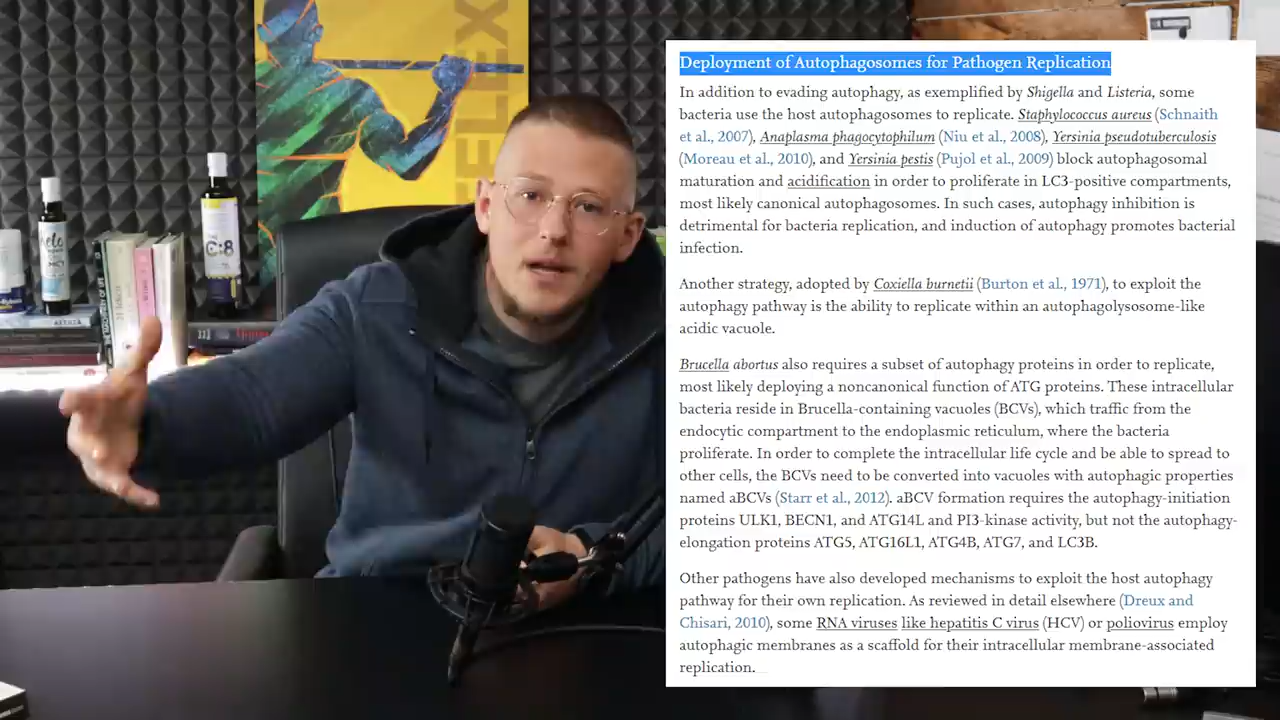 FLEX
C:8
Deployment of Autophagosomes for Pathogen Replication
In addition to evading autophagy, as exemplified by Shigella and Listeria, some
bacteria use the host autophagosomes to replicate. Staphylococcus aureus (Schnaith
et al., 2007), Anaplasma phagocytophilum (Niu et al., 2008), Yersinia pseudotuberculosis
(Moreau et al., 2010), and Yersinia pestis (Pujol et al., 2009) block autophagosomal
maturation and acidification in order to proliferate in LC3-positive compartments,
most likely canonical autophagosomes. In such cases, autophagy inhibition is
detrimental for bacteria replication, and induction of autophagy promotes bacterial
infection.
Another strategy, adopted by Coxiella burnetii (Burton et al., 1971), to exploit the
autophagy pathway is the ability to replicate within an autophagolysosome-like
acidic vacuole.
Brucella abortus also requires a subset of autophagy proteins in order to replicate,
most likely deploying a noncanonical function of ATG proteins. These intracellular
bacteria reside in Brucella-containing vacuoles (BCVs), which traffic from the
endocytic compartment to the endoplasmic reticulum, where the bacteria
proliferate. In order to complete the intracellular life cycle and be able to spread to
other cells, the BCVs need to be converted into vacuoles with autophagic properties
named aBCVs (Starr et al., 2012). aBCV formation requires the autophagy-initiation
proteins ULK1, BECN1, and ATG14L and PI3-kinase activity, but not the autophagy-
elongation proteins ATG5, ATG16L1, ATG4B, ATG7, and LC3B.
Other pathogens have also developed mechanisms to exploit the host autophagy
pathway for their own replication. As reviewed in detail elsewhere (Dreux and
Chisari, 2010), some RNA viruses like hepatitis C virus (HCV) or poliovirus employ
autophagic membranes as a scaffold for their intracellular membrane-associated
replication.